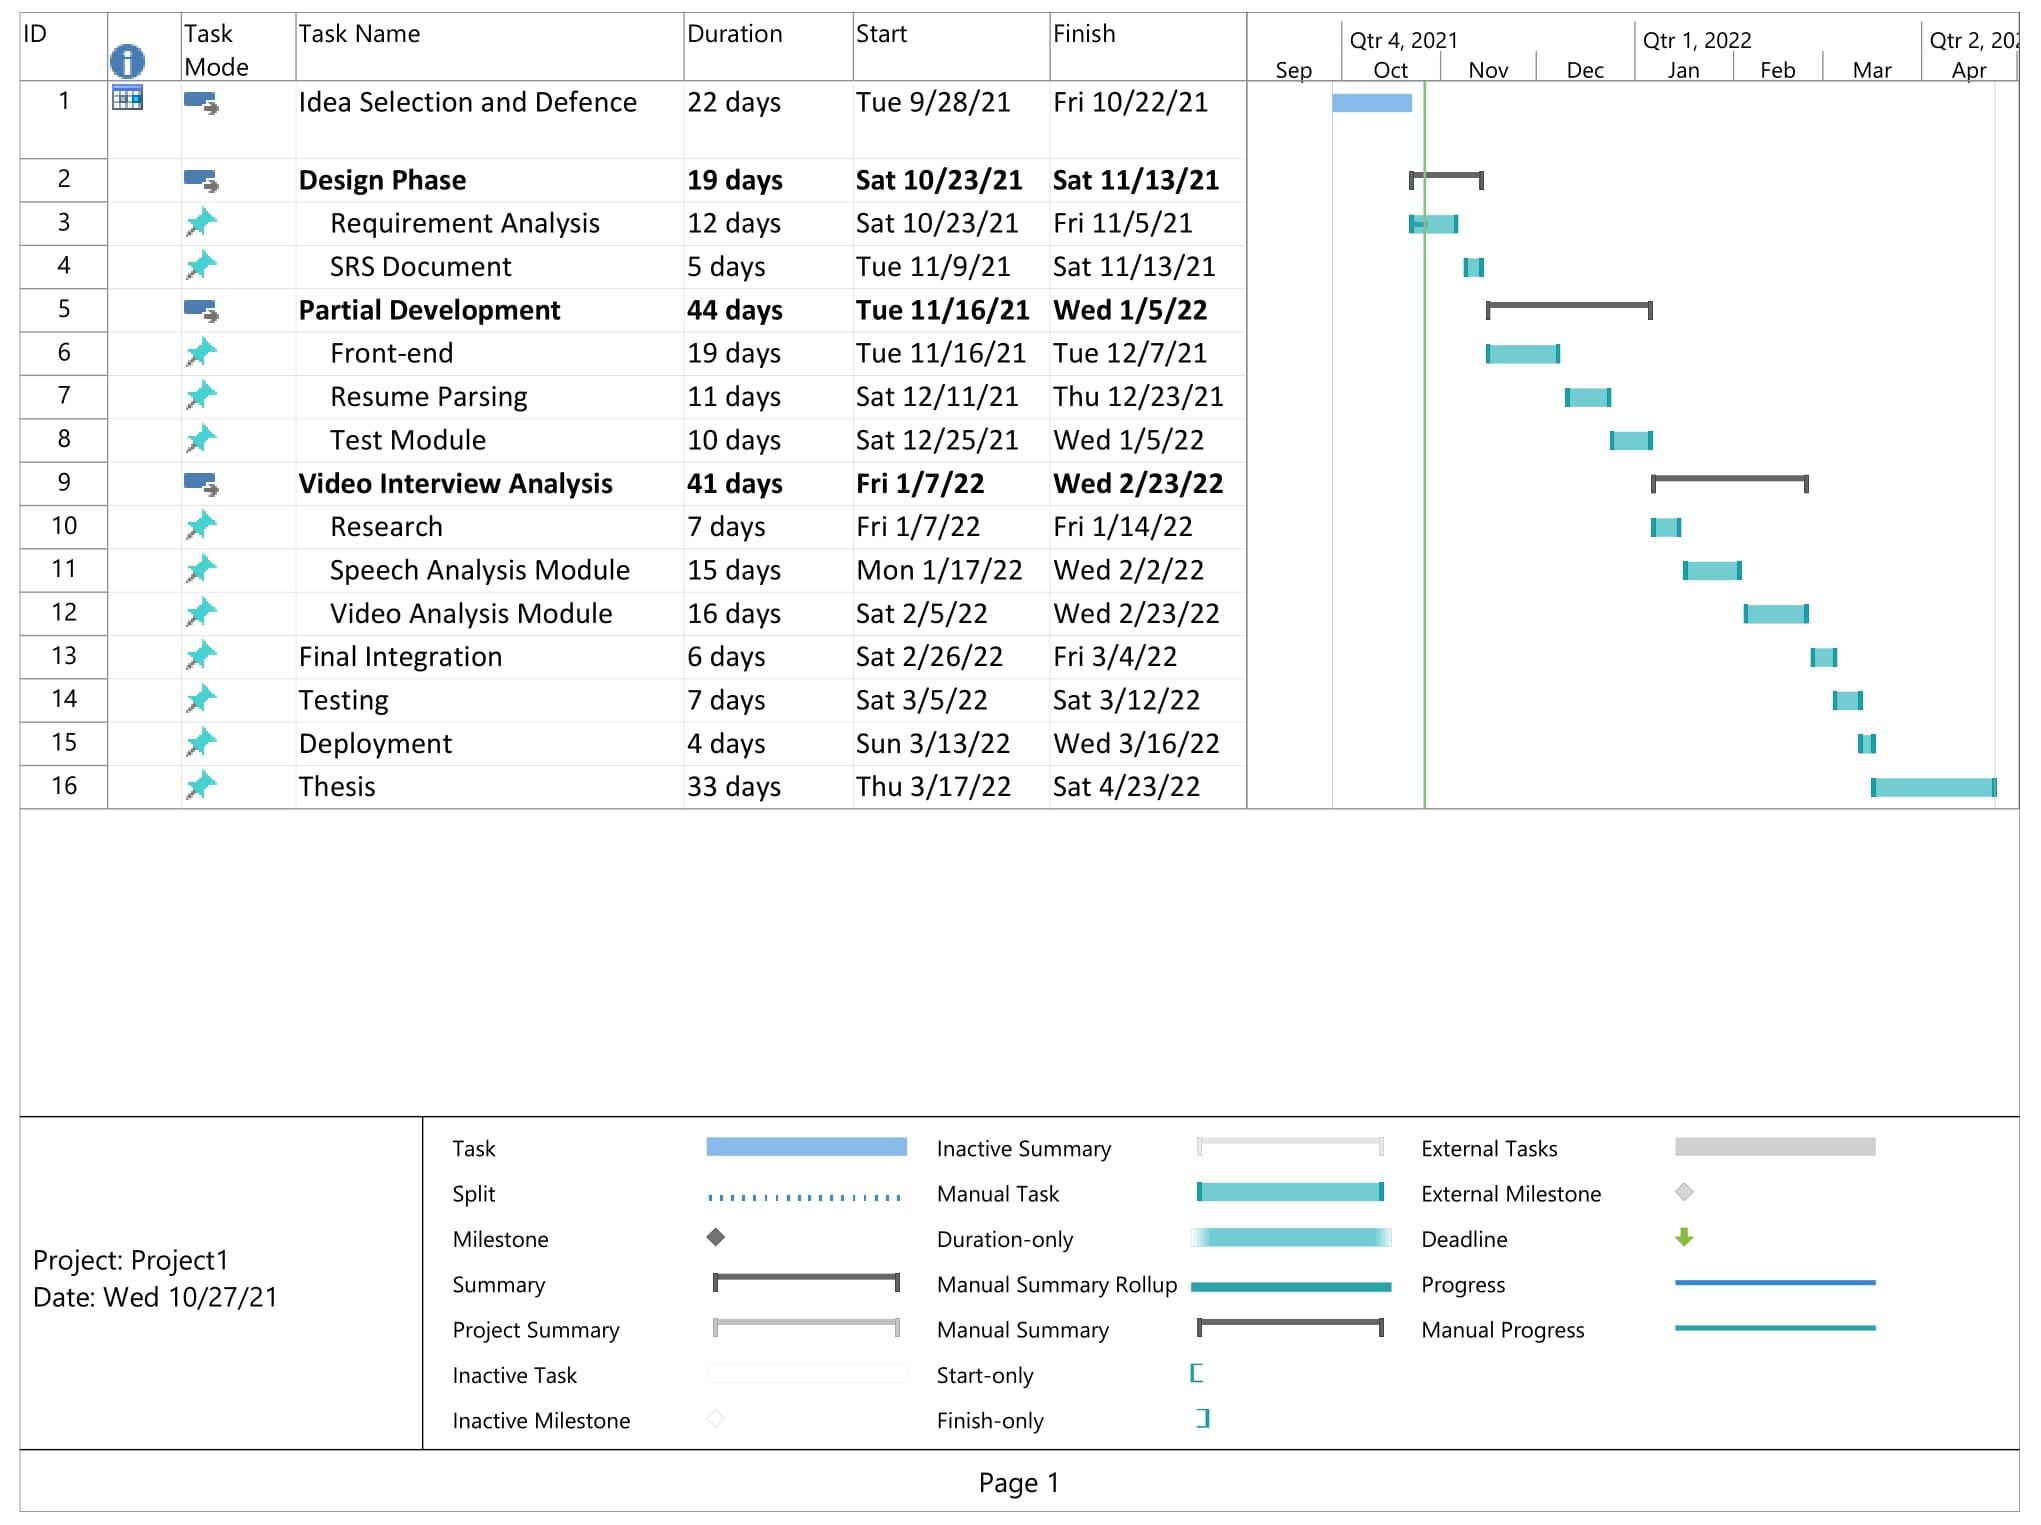 ID Task Mode Task Name Duration Start Finish
Qtr 4, 2021 Qtr 1, 2022 Qtr 2, 202
Sep Oct Nov Dec Jan Feb Mar Apr
1 Idea Selection and Defence 22 days Tue 9/28/21 Fri 10/22/21
2 Design Phase 19 days Sat 10/23/21 Sat 11/13/21
3 Requirement Analysis 12 days Sat 10/23/21 Fri 11/5/21
4 SRS Document 5 days Tue 11/9/21 Sat 11/13/21
5 Partial Development 44 days Tue 11/16/21 Wed 1/5/22
6 Front-end 19 days Tue 11/16/21 Tue 12/7/21
7 Resume Parsing 11 days Sat 12/11/21 Thu 12/23/21
8 Test Module 10 days Sat 12/25/21 Wed 1/5/22
9 Video Interview Analysis 41 days Fri 1/7/22 Wed 2/23/22
10 Research 7 days Fri 1/7/22 Fri 1/14/22
11 Speech Analysis Module 15 days Mon 1/17/22 Wed 2/2/22
12 Video Analysis Module 16 days Sat 2/5/22 Wed 2/23/22
13 Final Integration 6 days Sat 2/26/22 Fri 3/4/22
14 Testing 7 days Sat 3/5/22 Sat 3/12/22
15 Deployment 4 days Sun 3/13/22 Wed 3/16/22
16 Thesis 33 days Thu 3/17/22 Sat 4/23/22
Project: Project1
Date: Wed 10/27/21
Task Inactive Summary External Tasks
Split Manual Task External Milestone
Milestone Duration-only Deadline
Summary Manual Summary Rollup Progress
Project Summary Manual Summary Manual Progress
Inactive Task Start-only
Inactive Milestone Finish-only
Page 1